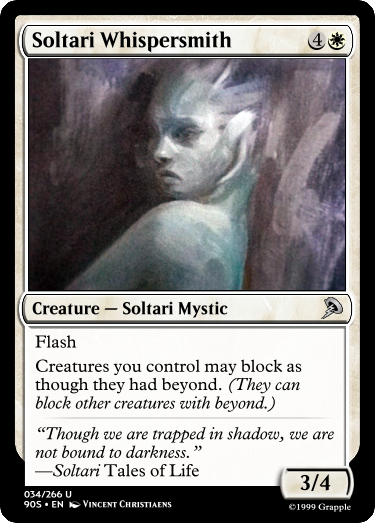 Soltari Whispersmith 4
Creature — Soltari Mystic
Flash
Creatures you control may block as
though they had beyond. (They can
block other creatures with beyond.)
“Though we are trapped in shadow, we are
not bound to darkness.”
—Soltari Tales of Life
3/4
034/266 U
90S • EN Vincent Christiaens
©1999 Grapple